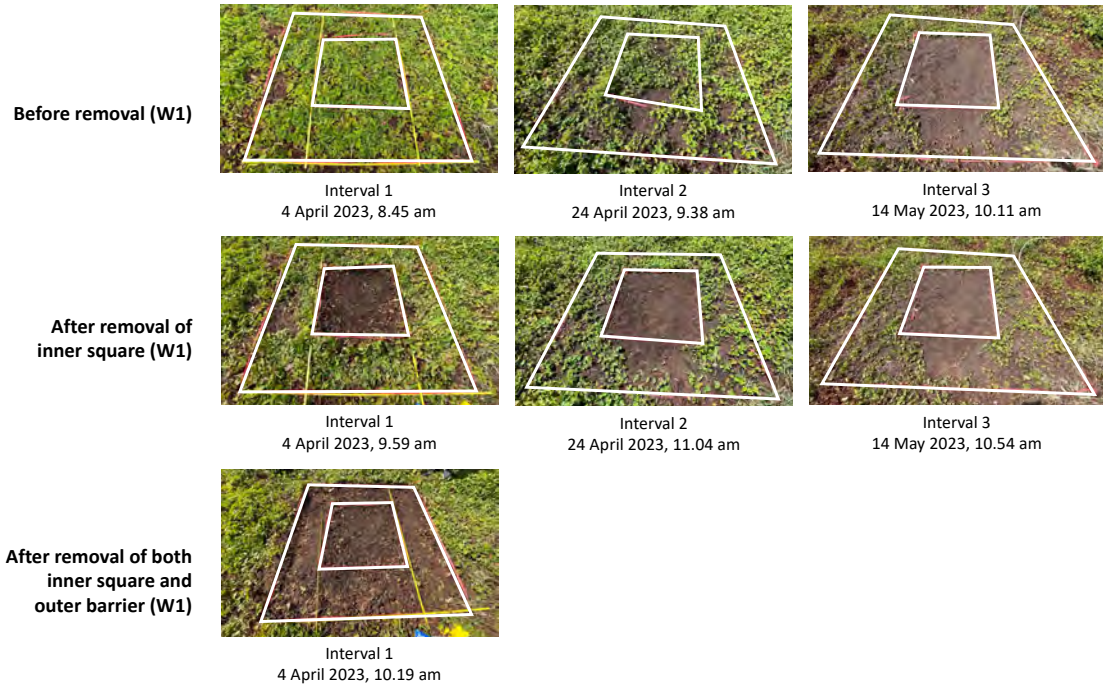 Before removal (W1)
Interval 1
4 April 2023, 8.45 am
Interval 2
24 April 2023, 9.38 am
Interval 3
14 May 2023, 10.11 am
After removal of
inner square (W1)
Interval 1
4 April 2023, 9.59 am
Interval 2
24 April 2023, 11.04 am
Interval 3
14 May 2023, 10.54 am
After removal of both
inner square and
outer barrier (W1)
Interval 1
4 April 2023, 10.19 am